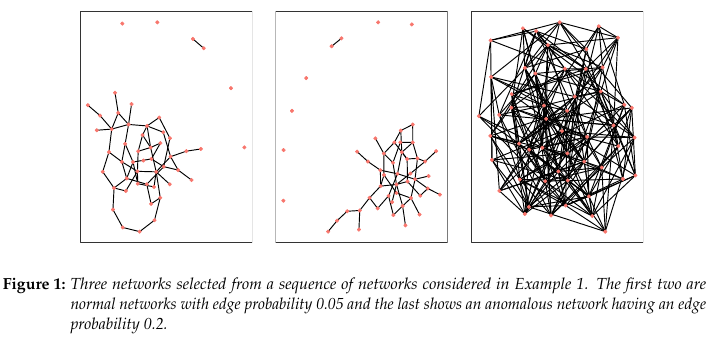 Figure 1: Three networks selected from a sequence of networks considered in Example 1. The first two are
normal networks with edge probability 0.05 and the last shows an anomalous network having an edge
probability 0.2.